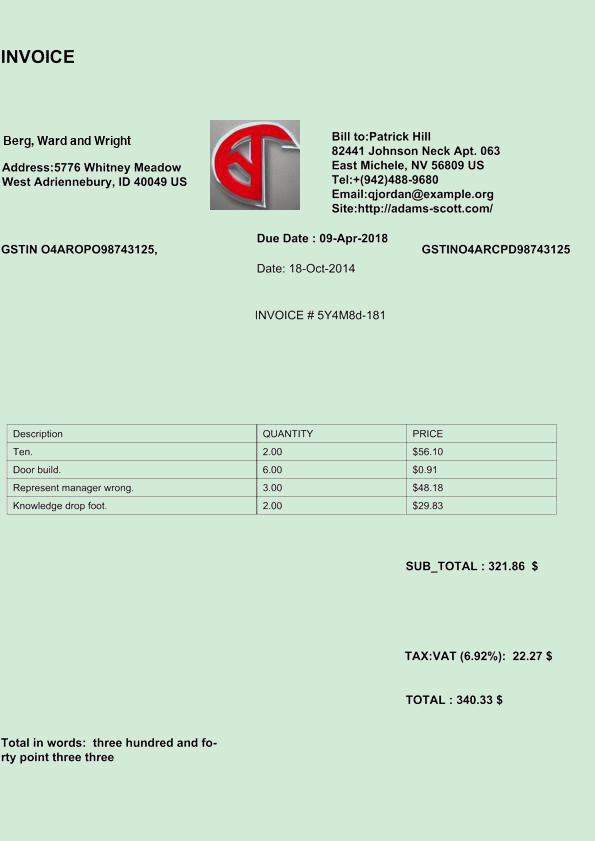 INVOICE
Berg, Ward and Wright
Address:5776 Whitney Meadow
West Adriennebury, ID 40049 US
Bill to:Patrick Hill
82441 Johnson Neck Apt. 063
East Michele, NV 56809 US
Tel:+(942)488-9680
Email:qjordan@example.org
Site:http://adams-scott.com/
GSTIN O4AROPO98743125,
Due Date : 09-Apr-2018
GSTINO4ARCPD98743125
Date: 18-Oct-2014
INVOICE # 5Y4M8d-181
Description QUANTITY PRICE
Ten. 2.00 $56.10
Door build. 6.00 $0.91
Represent manager wrong. 3.00 $48.18
Knowledge drop foot. 2.00 $29.83
SUB_TOTAL : 321.86 $
TAX:VAT (6.92%): 22.27 $
TOTAL : 340.33 $
Total in words: three hundred and fo-
rty point three three